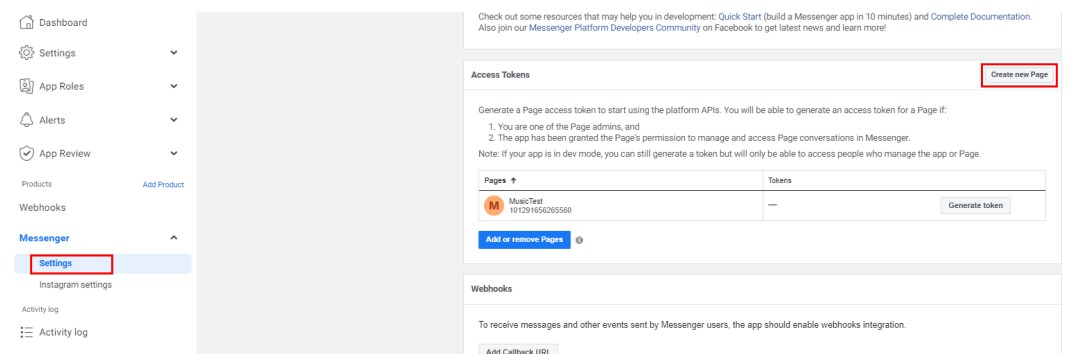 Dashboard
Settings
App Roles
Alerts
App Review
Products Add Product
Webhooks
Messenger
Settings
Instagram settings
Activity log
Activity log
Check out some resources that may help you in development: Quick Start (build a Messenger app in 10 minutes) and Complete Documentation.
Also join our Messenger Platform Developers Community on Facebook to get latest news and learn more!
Access Tokens Create new Page
Generate a Page access token to start using the platform APIs. You will be able to generate an access token for a Page if:
1. You are one of the Page admins, and
2. The app has been granted the Page's permission to manage and access Page conversations in Messenger.
Note: If your app is in dev mode, you can still generate a token but will only be able to access people who manage the app or Page.
Pages ↑ Tokens
M MusicTest
101291656265560 — Generate token
Add or remove Pages
Webhooks
To receive messages and other events sent by Messenger users, the app should enable webhooks integration.
Add Callback URL